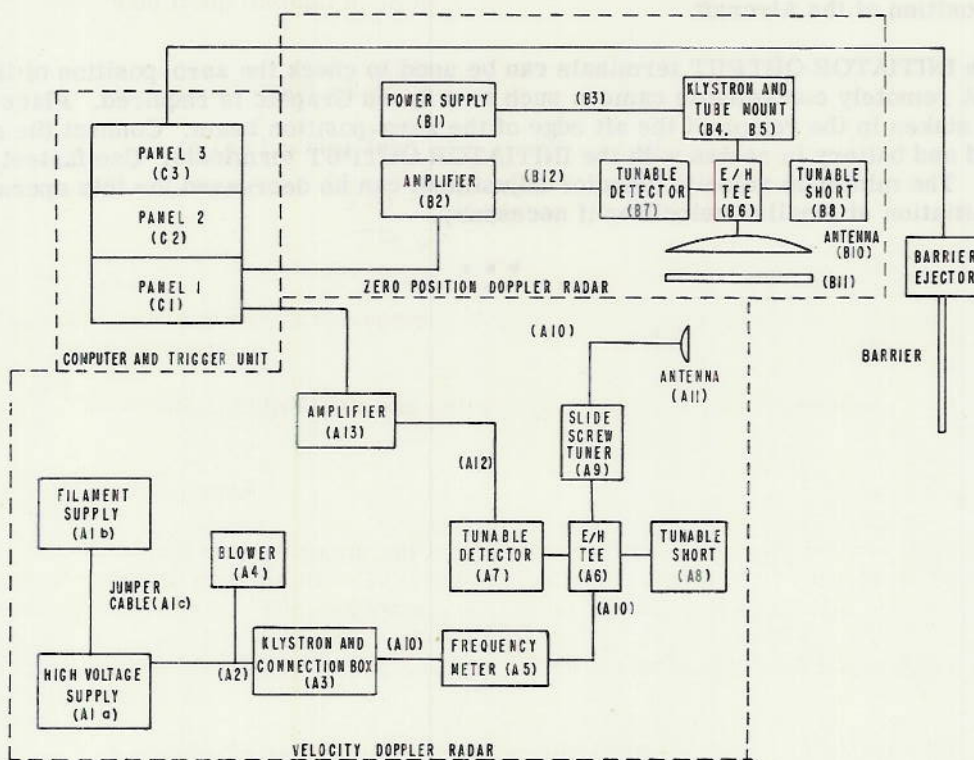 POWER SUPPLY
(B1)
(B3)
KLYSTRON AND
TUBE MOUNT
(B4, B5)
PANEL 3
(C3)
AMPLIFIER
(B2)
(B12)
TUNABLE
DETECTOR
(B7)
E/H
TEE
(B6)
TUNABLE
SHORT
(B8)
PANEL 2
(C2)
ANTENNA
(B10)
BARRIER
EJECTOR
PANEL 1
(C1)
(B11)
ZERO POSITION DOPPLER RADAR
COMPUTER AND TRIGGER UNIT
(A10)
BARRIER
ANTENNA
(A11)
AMPLIFIER
(A13)
SLIDE
SCREW
TUNER
(A9)
(A12)
FILAMENT
SUPPLY
(A1b)
BLOWER
(A4)
TUNABLE
DETECTOR
(A7)
E/H
TEE
(A6)
TUNABLE
SHORT
(A8)
JUMPER
CABLE(A1c)
(A10)
HIGH VOLTAGE
SUPPLY
(A1a)
(A2)
KLYSTRON AND
CONNECTION BOX
(A3)
(A10)
FREQUENCY
METER (A5)
VELOCITY DOPPLER RADAR